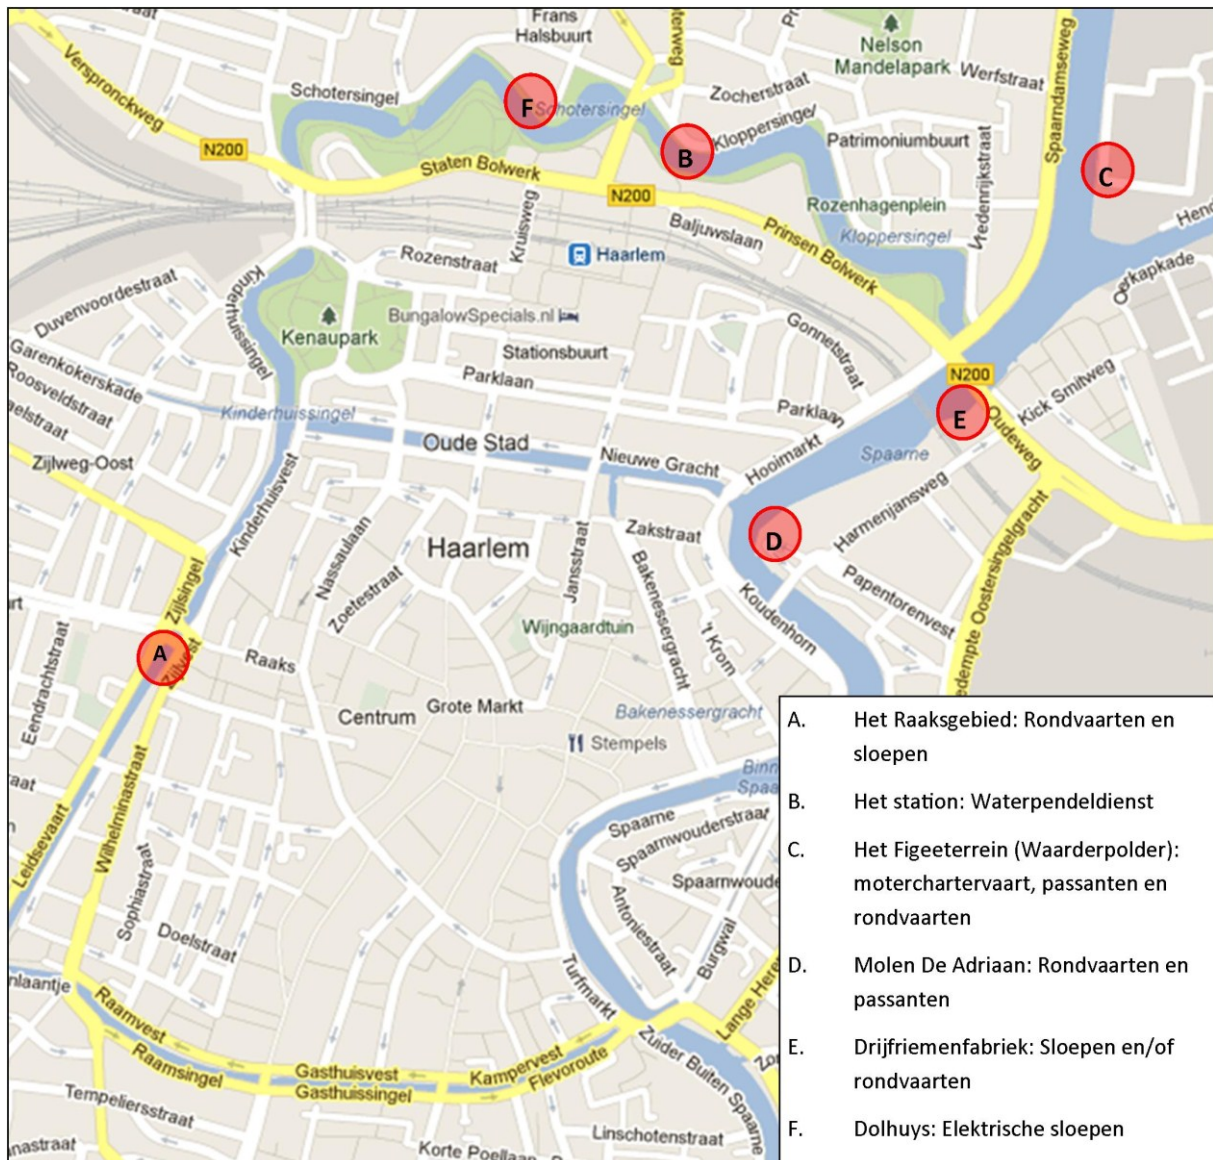 Frans
Halsbuurt
Nelson
Mandelapark
Verspronckweg
Schotersingel
F
Schotersingel
Zocherstraat
Werfstraat
Spaarndamseweg
N200
Staten Bolwerk
B
Kloppersinge/
Patrimoniumbuurt
C
N200
Kruisweg
Rozenhagenplein
Vredenrijkstraat
Kloppersingel
Baljuwslaan
Prinsen Bolwerk
Haarlem
Rozenstraat
Kinderhuissingel
Duvenvoordestraat
BungalowSpecials.nl
Kenaupark
Stationsbuurt
Gonnetstraat
Garenkokerskade
Roosveldstraat
Parklaan
N200
Kick Smitweg
Kinderhuissingel
Parklaan
E
Oudeweg
Oude Stad
Nieuwe Gracht
Hooimarkt
Spaarne
Zijlweg-Oost
Kinderhuisvest
Harmenjansweg
Nassaulaan
Haarlem
Zakstraat
D
Jansstraat
Bakenessergracht
Zoetestraat
Koudenhorn
Papentorenvest
Zijlsingel
Wijngaardtuin
't Krom
A
Zijlvest
Raaks
Eendrachtstraat
Centrum
Grote Markt
Bakenessergracht
Stempels
Leidsevaart
Wilhelminastraat
Spaarne
Spaarnwouderstraat
Sophiastraat
Antoniestraat
Burgwal
Doelstraat
Turfmarkt
Lange Here
Raamvest
Raamsingel
Gasthuisvest
Gasthuissingel
Kampervest
Flevoroute
Zuider Buiten Spaarne
Tempeliersstraat
Linschotenstraat
Korte Poellaan
A. Het Raaksgebied: Rondvaarten en
sloepen
B. Het station: Waterpendeldienst
C. Het Figeeterrein (Waarderpolder):
moterchartervaart, passanten en
rondvaarten
D. Molen De Adriaan: Rondvaarten en
passanten
E. Drijfriemenfabriek: Sloepen en/of
rondvaarten
F. Dolhuys: Elektrische sloepen